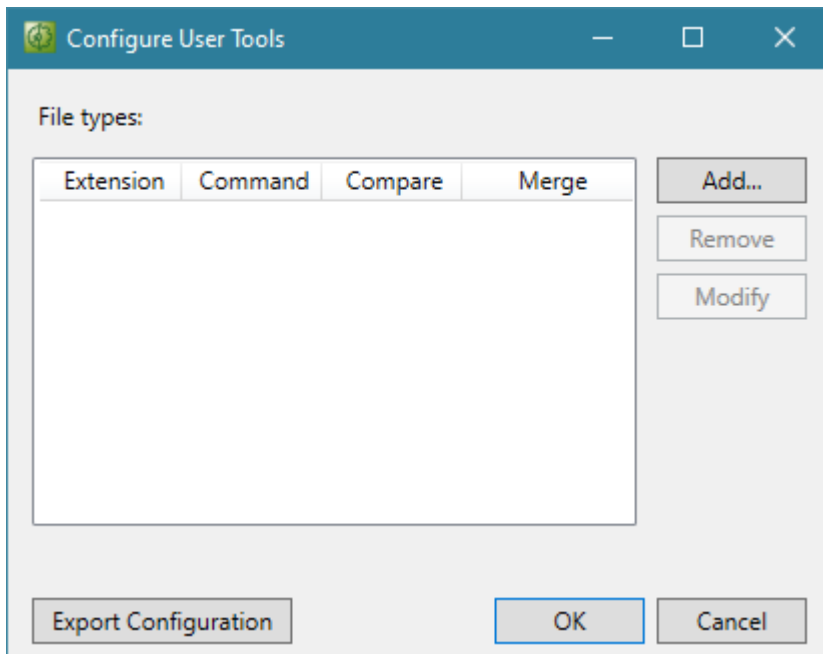 Configure User Tools
File types:
Extension Command Compare Merge
Add...
Remove
Modify
Export Configuration OK Cancel